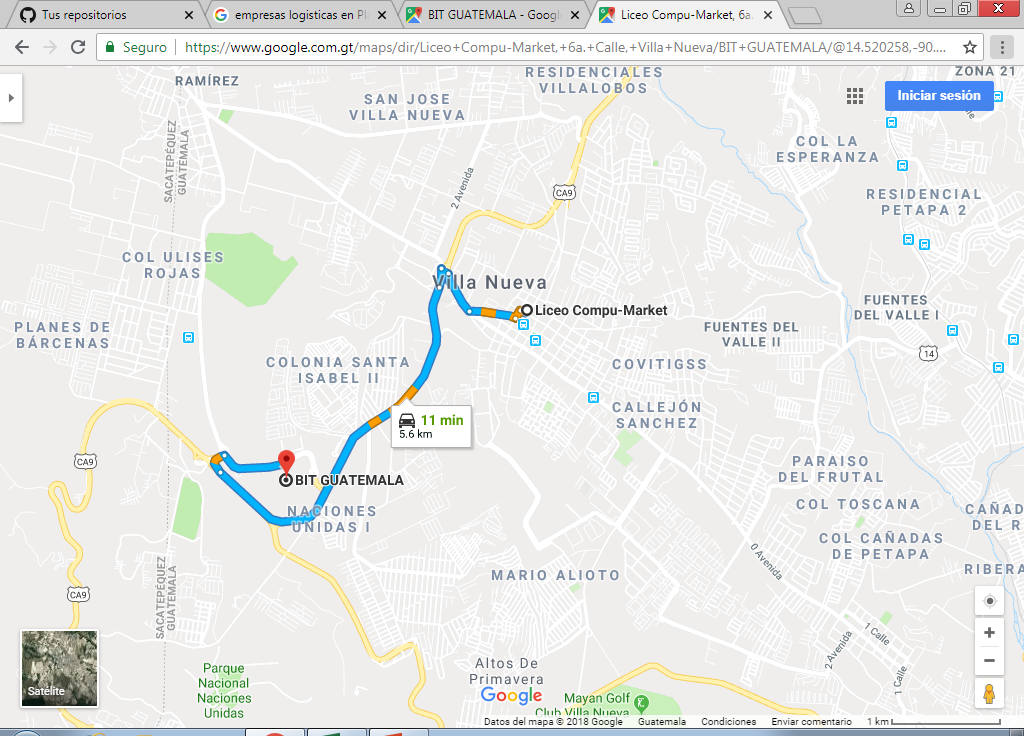 Tus repositorios
empresas logisticas en Pl
BIT GUATEMALA - Googl
Liceo Compu-Market, 6a.
Seguro
https://www.google.com.gt/maps/dir/Liceo+Compu-Market,+6a.+Calle,+Villa+Nueva/BIT+GUATEMALA/@14.520258,-90....
RAMÍREZ
RESIDENCIALES
VILLALOBOS
ZONA 21
Iniciar sesión
SAN JOSE
VILLA NUEVA
SACATEPÉQUEZ
GUATEMALA
COL LA
ESPERANZA
2 Avenida
CA9
RESIDENCIAL
PETAPA 2
COL ULISES
ROJAS
Villa Nueva
Liceo Compu-Market
FUENTES
DEL VALLE I
PLANES DE
BÁRCENAS
FUENTES DEL
VALLE II
14
COLONIA SANTA
ISABEL II
COVITIGSS
11 min
5.6 km
CALLEJÓN
SANCHEZ
CA9
BIT GUATEMALA
PARAISO
DEL FRUTAL
COL TOSCANA
NACIONES
UNIDAS I
CAÑAD
DEL R
COL CAÑADAS
DE PETAPA
RIBERA
0 Avenida
MARIO ALIOTO
CA9
SACATEPÉQUEZ
GUATEMALA
2 Avenida
1 Calle
1 Calle
Satélite
Parque
Nacional
Naciones
Unidas
Altos De
Primavera
Google
Mayan Golf
Club Villa Nueva
Datos del mapa © 2018 Google
Guatemala
Condiciones
Enviar comentario
1 km